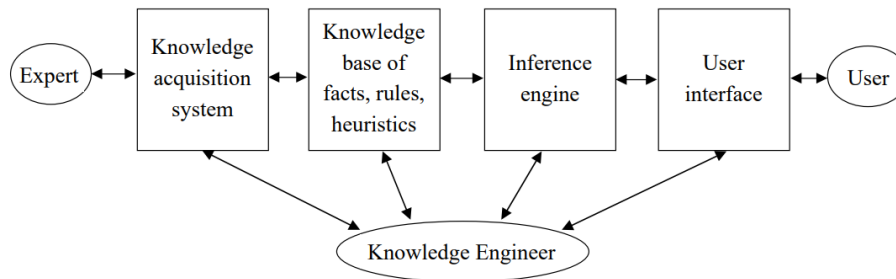 Expert
Knowledge
acquisition
system
Knowledge
base of
facts, rules,
heuristics
Inference
engine
User
interface
User
Knowledge Engineer